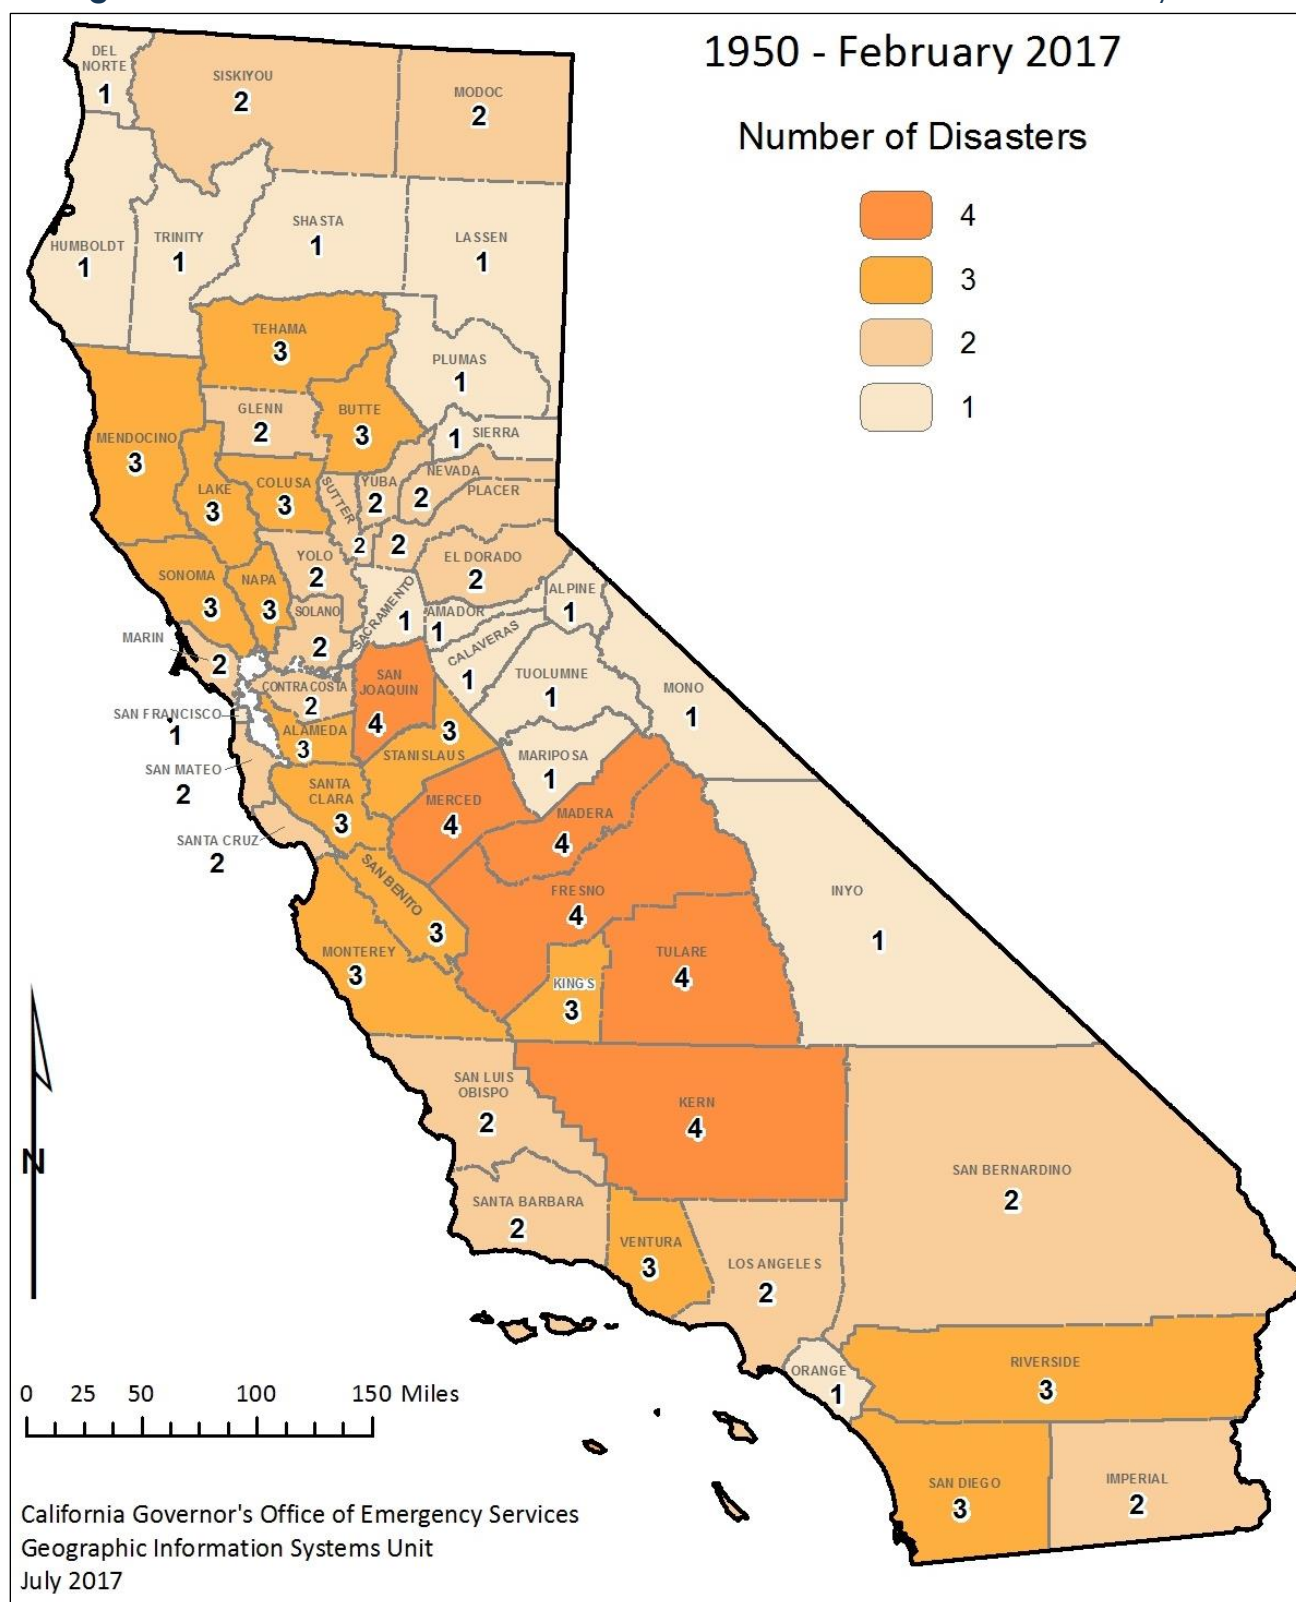 1950 - February 2017
Number of Disasters
4
3
2
1
DEL
NORTE
1
SISKIYOU
2
MODOC
2
HUMBOLDT
1
TRINITY
1
SHASTA
1
LASSEN
1
TEHAMA
3
PLUMAS
1
MENDOCINO
3
GLENN
2
BUTTE
3
1 SIERRA
LAKE
3
COLUSA
3
SUTTER
2
YUBA
2
NEVADA
2
PLACER
2
SONOMA
3
NAPA
3
YOLO
2
EL DORADO
2
ALPINE
1
SOLANO
2
SACRAMENTO
1
AMADOR
1
CALAVERAS
1
MARIN
2
CONTRA COSTA
2
SAN
JOAQUIN
4
TUOLUMNE
1
MONO
1
SAN FRANCISCO
1
ALAMEDA
3
3
STANISLAUS
MARIPOSA
1
SAN MATEO
2
SANTA
CLARA
3
MERCED
4
MADERA
4
SANTA CRUZ
2
SAN BENITO
3
FRESNO
4
INYO
1
MONTEREY
3
KING'S
3
TULARE
4
SAN LUIS
OBISPO
2
KERN
4
SAN BERNARDINO
2
SANTA BARBARA
2
VENTURA
3
LOS ANGELES
2
ORANGE
1
RIVERSIDE
3
SAN DIEGO
3
IMPERIAL
2
N
0 25 50 100 150 Miles
California Governor's Office of Emergency Services
Geographic Information Systems Unit
July 2017